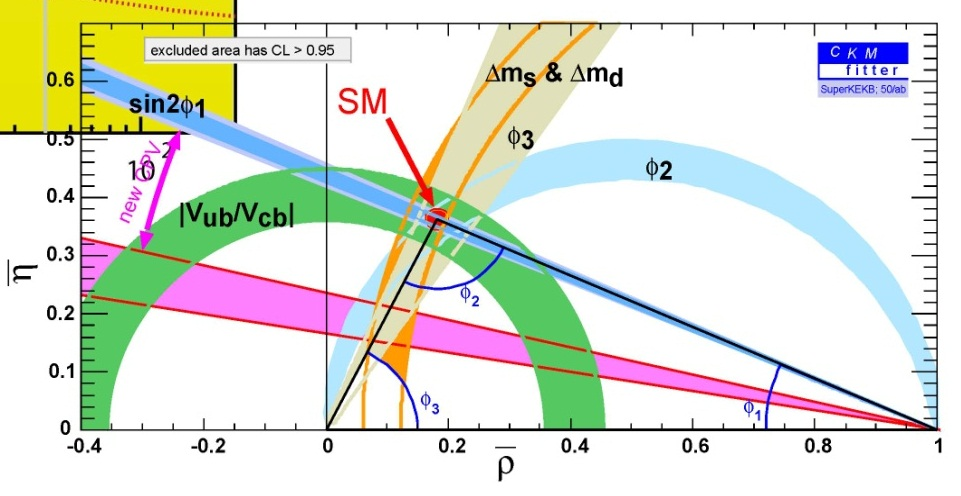 excluded area has CL > 0.95
C K M
fitter
SuperKEKB; 50/ab
Δms & Δmd
sin2ϕ1
SM
ϕ3
ϕ2
10 2
new CPV
|Vub/Vcb|
ϕ2
ϕ3
ϕ1
η
0.6
0.5
0.4
0.3
0.2
0.1
0
-0.4
-0.2
0
0.2
0.4
0.6
0.8
1
ρ